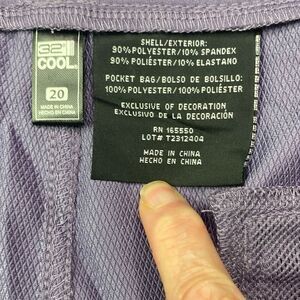 32
COOL.
20
MADE IN CHINA
HECHO EN CHINA
SHELL/EXTERIOR:
90% POLYESTER/10% SPANDEX
90% POLIÉSTER/10% ELASTANO
POCKET BAG/BOLSO DE BOLSILLO:
100% POLYESTER/100% POLIÉSTER
EXCLUSIVE OF DECORATION
EXCLUSIVO DE LA DECORACIÓN
RN 165550
LOT# T2312404
MADE IN CHINA
HECHO EN CHINA